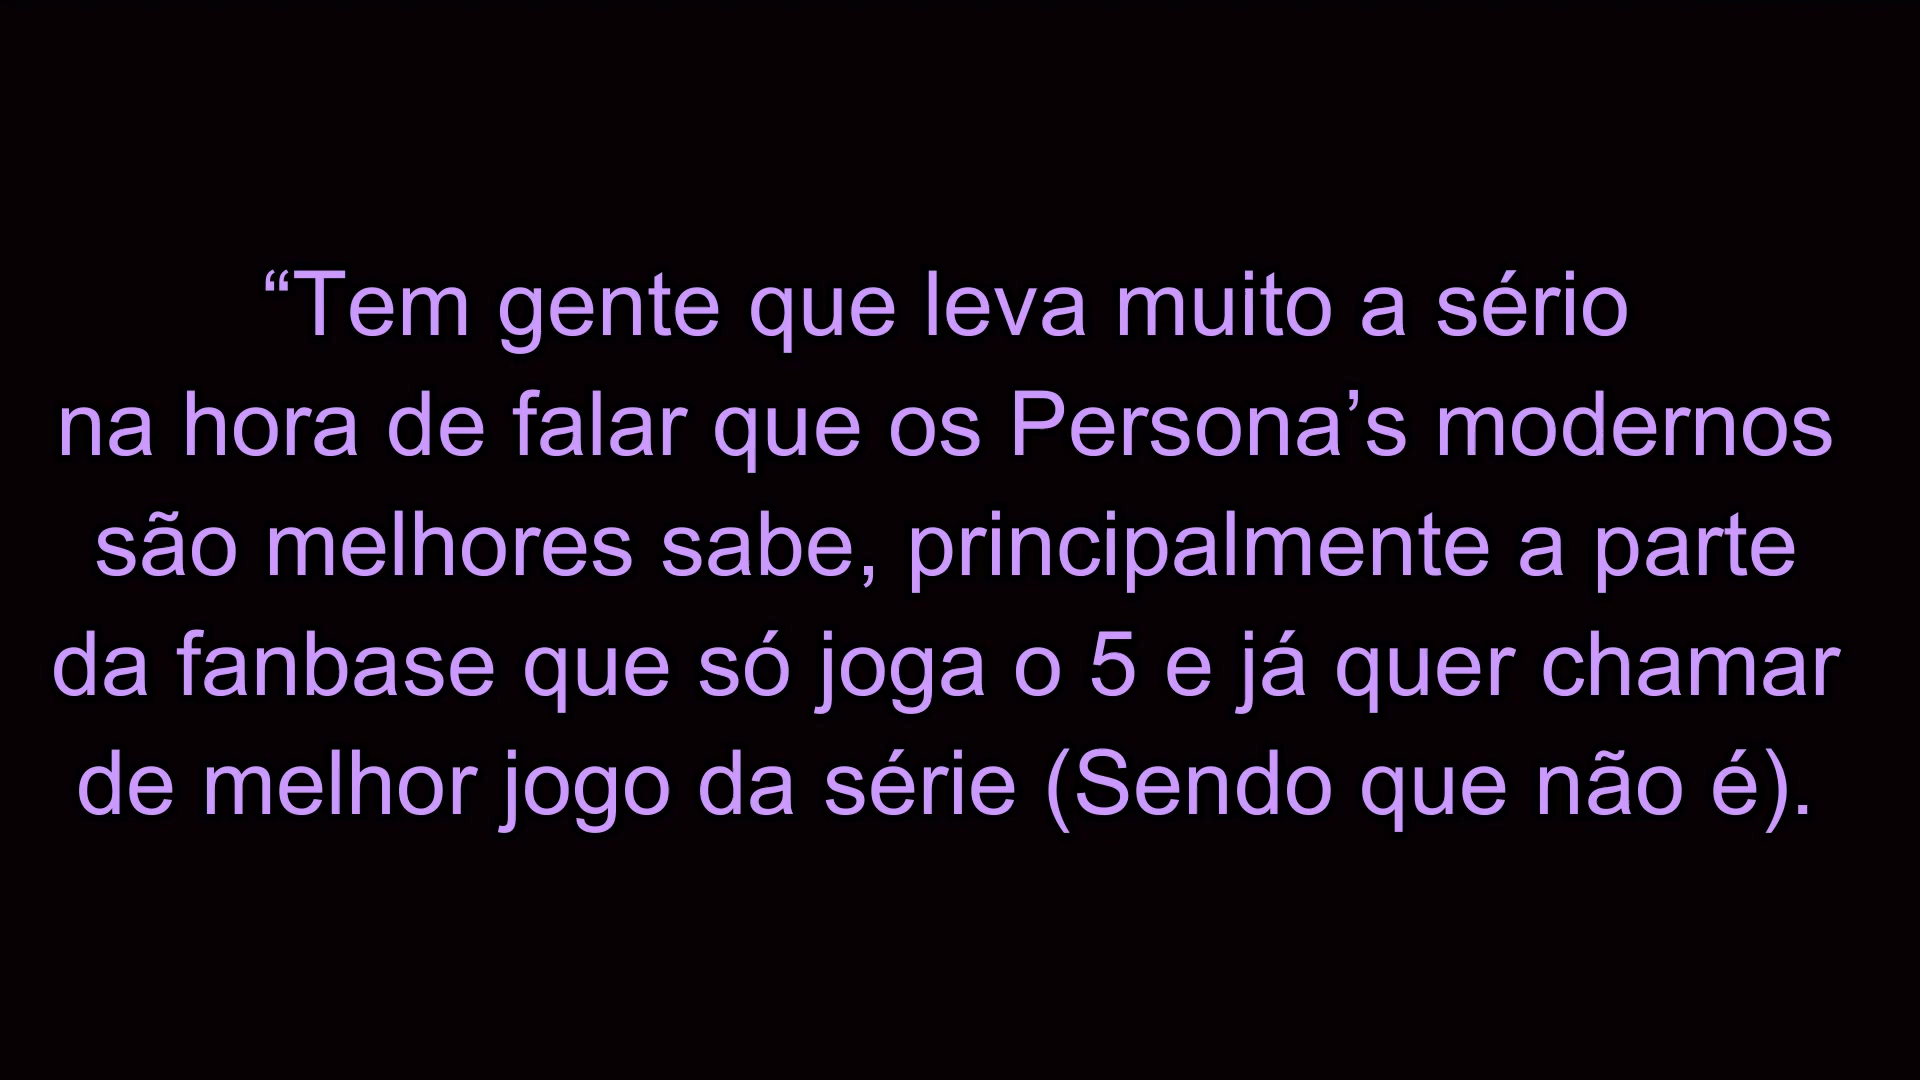 “Tem gente que leva muito a sério
na hora de falar que os Persona’s modernos
são melhores sabe, principalmente a parte
da fanbase que só joga o 5 e já quer chamar
de melhor jogo da série (Sendo que não é).